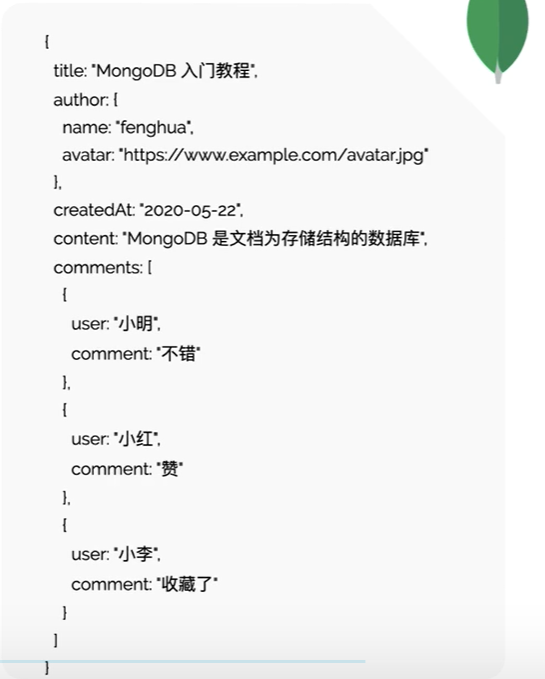 {
title: "MongoDB 入门教程",
author: {
name: "fenghua",
avatar: "https://www.example.com/avatar.jpg"
},
createdAt: "2020-05-22",
content: "MongoDB 是文档为存储结构的数据库",
comments: [
{
user: "小明",
comment: "不错"
},
{
user: "小红",
comment: "赞"
},
{
user: "小李",
comment: "收藏了"
}
]
}